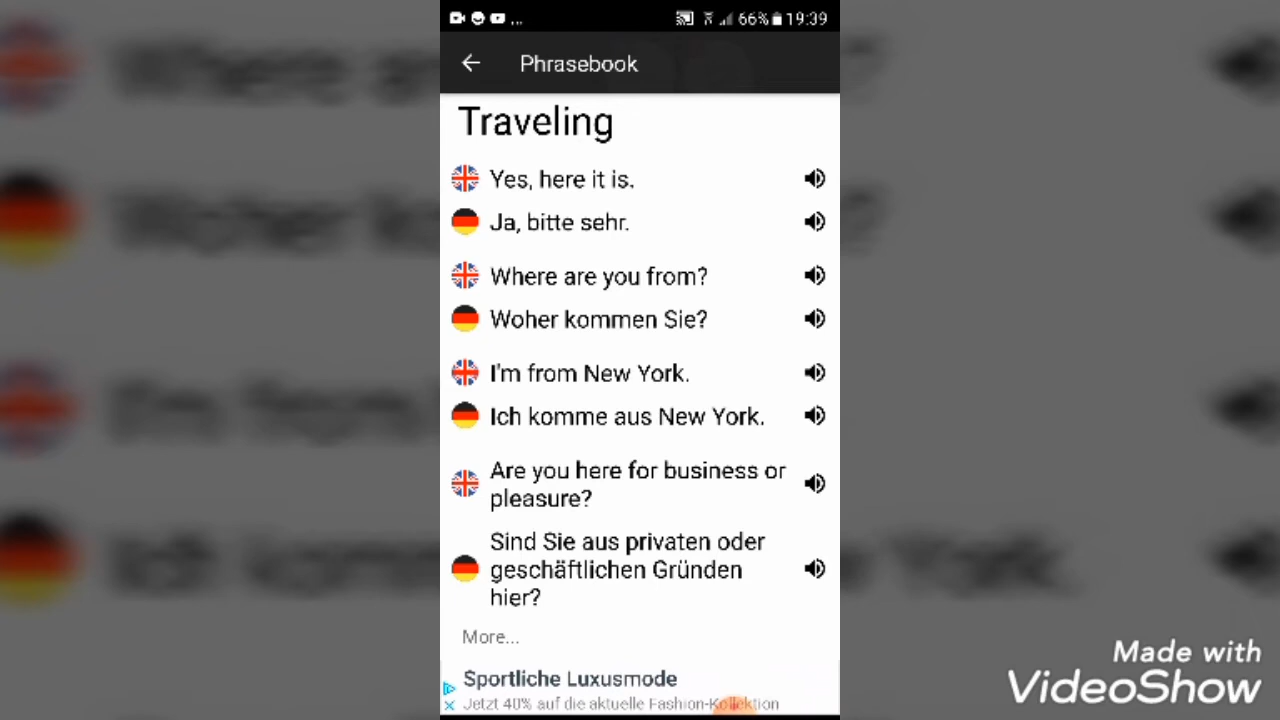 ... 66% 19:39
Phrasebook
Traveling
Yes, here it is.
Ja, bitte sehr.
Where are you from?
Woher kommen Sie?
I'm from New York.
Ich komme aus New York.
Are you here for business or
pleasure?
Sind Sie aus privaten oder
geschäftlichen Gründen
hier?
More...
Sportliche Luxusmode
Jetzt 40% auf die aktuelle Fashion-Kollektion
Made with
VideoShow